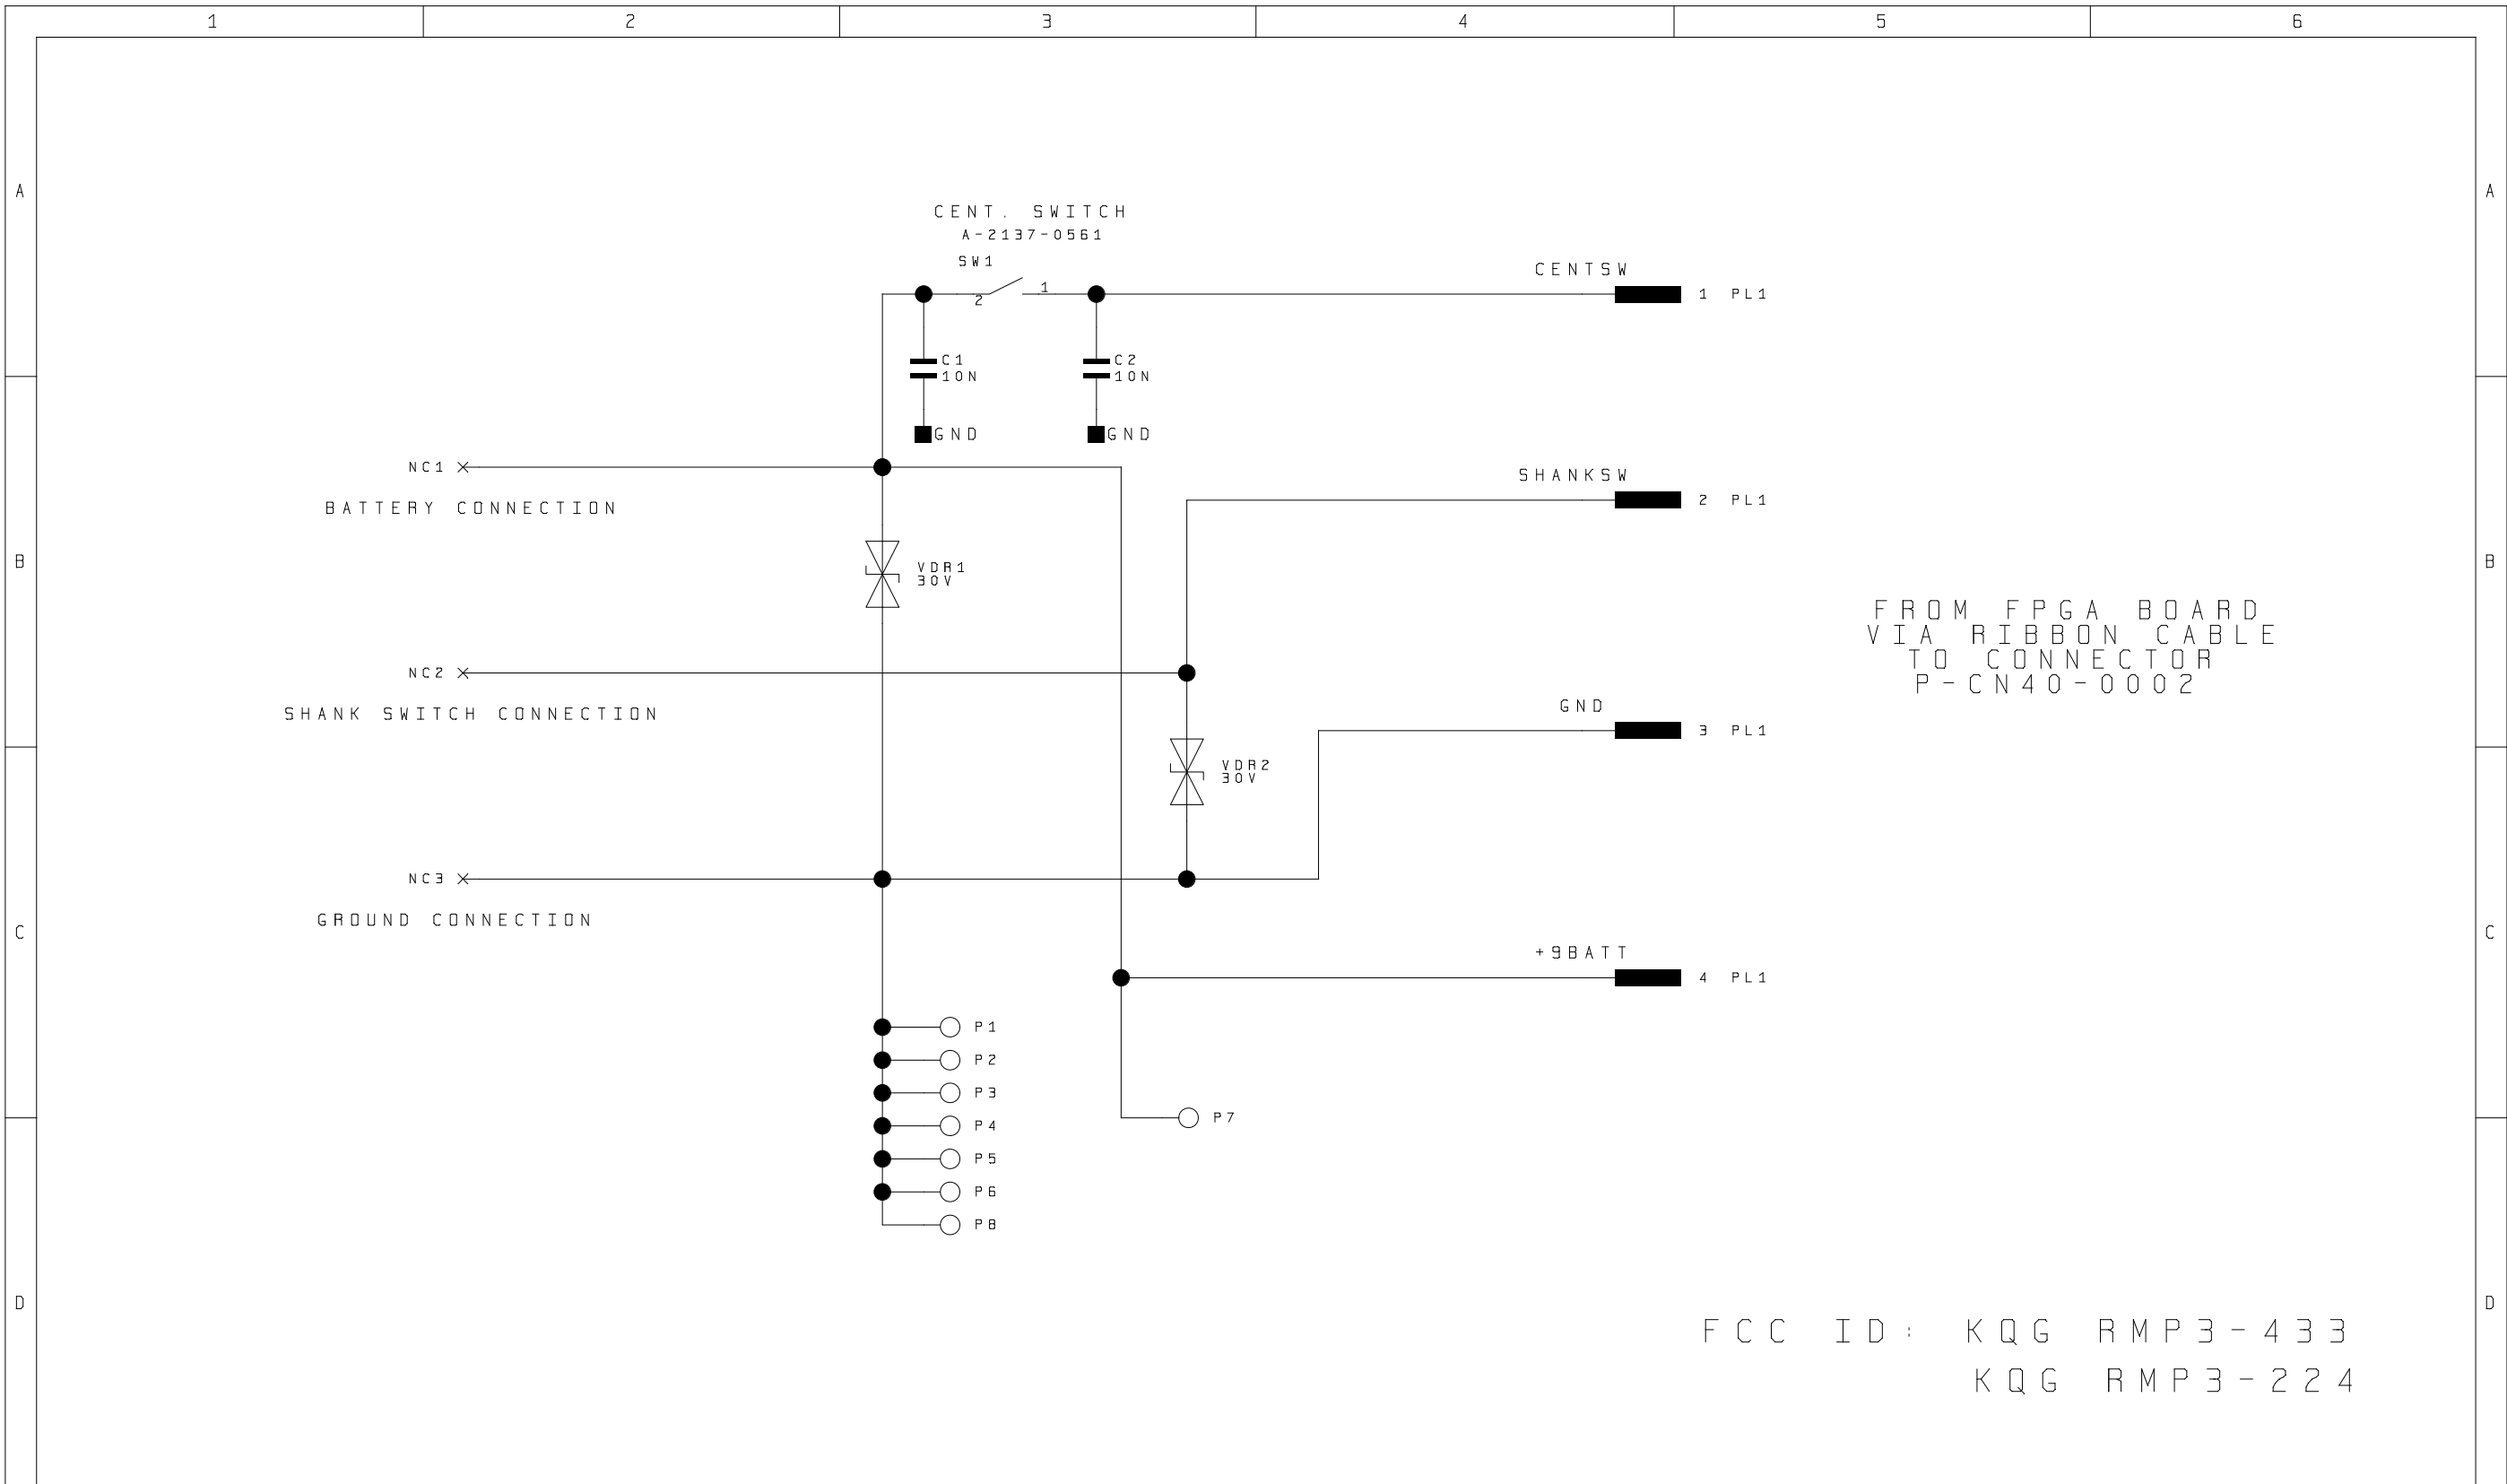 1 2 3 4 5 6
A A
CENT. SWITCH
A-2137-0561
SW1
CENTSW
2 1
1 PL1
C1
10N
C2
10N
GND GND
NC1
BATTERY CONNECTION
SHANKSW
2 PL1
B B
VDR1
30V
FROM FPGA BOARD
VIA RIBBON CABLE
TO CONNECTOR
P-CN40-0002
NC2
SHANK SWITCH CONNECTION
GND
3 PL1
VDR2
30V
NC3
GROUND CONNECTION
C C
+9BATT
4 PL1
P1
P2
P3
P4
P7
P5
P6
P8
D D
FCC ID: KQG RMP3-433
KQG RMP3-224